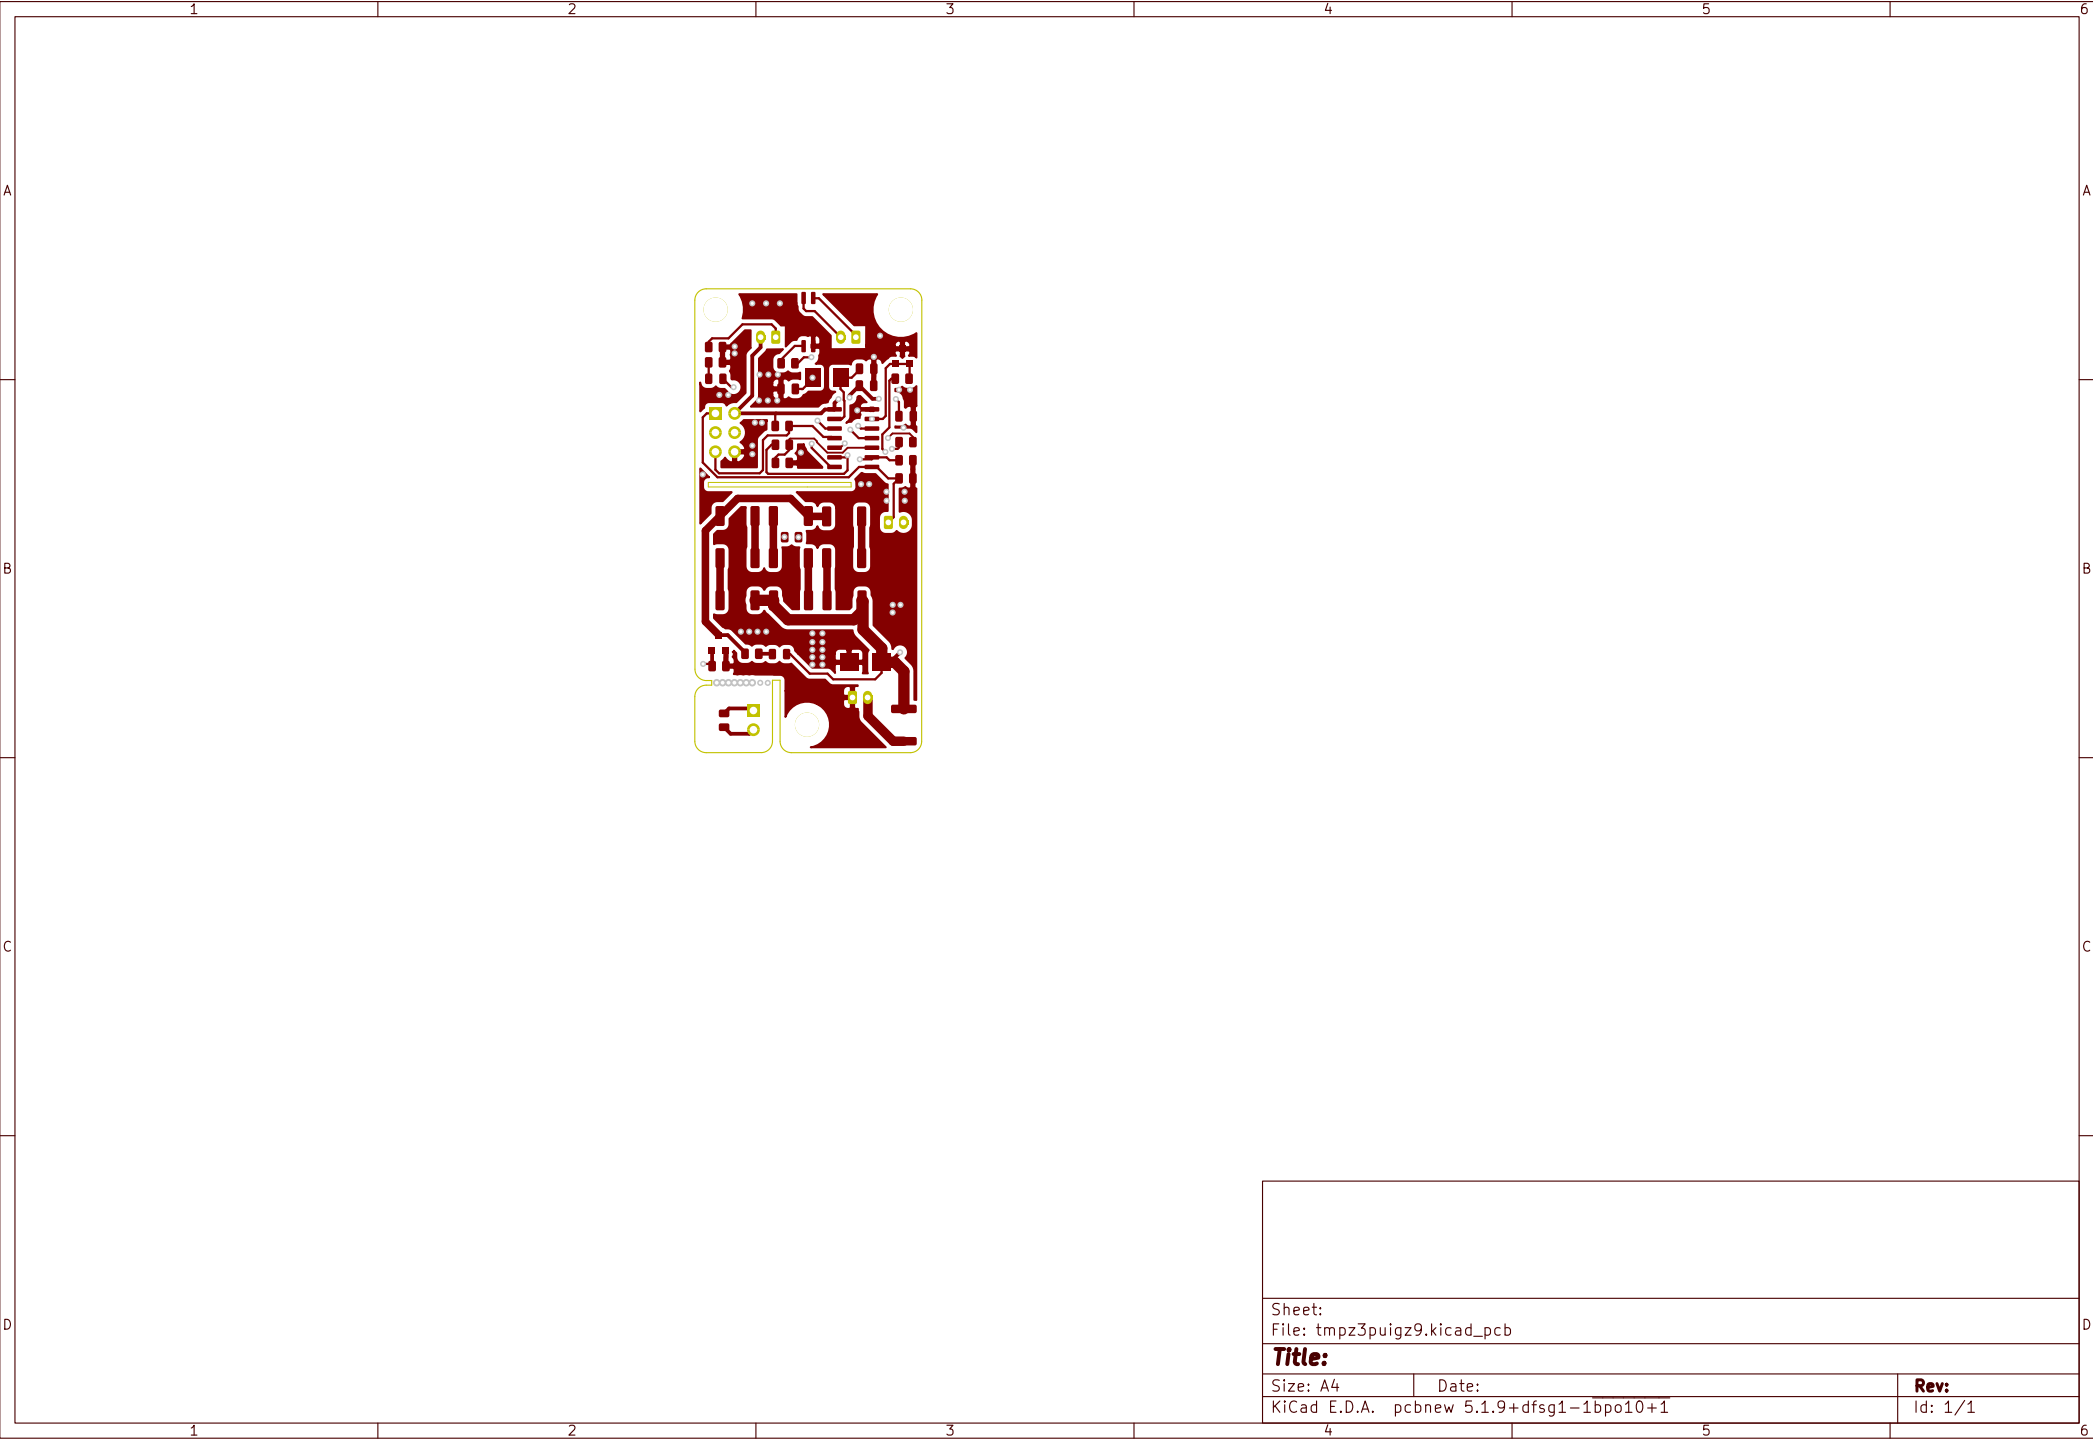 1 2 3 4 5 6
A A
B B
C C
D D
Sheet:
File: tmpz3puigz9.kicad_pcb
Title:
Size: A4 Date: Rev:
KiCad E.D.A. pcbnew 5.1.9+dfsg1-1bpo10+1 Id: 1/1
1 2 3 4 5 6